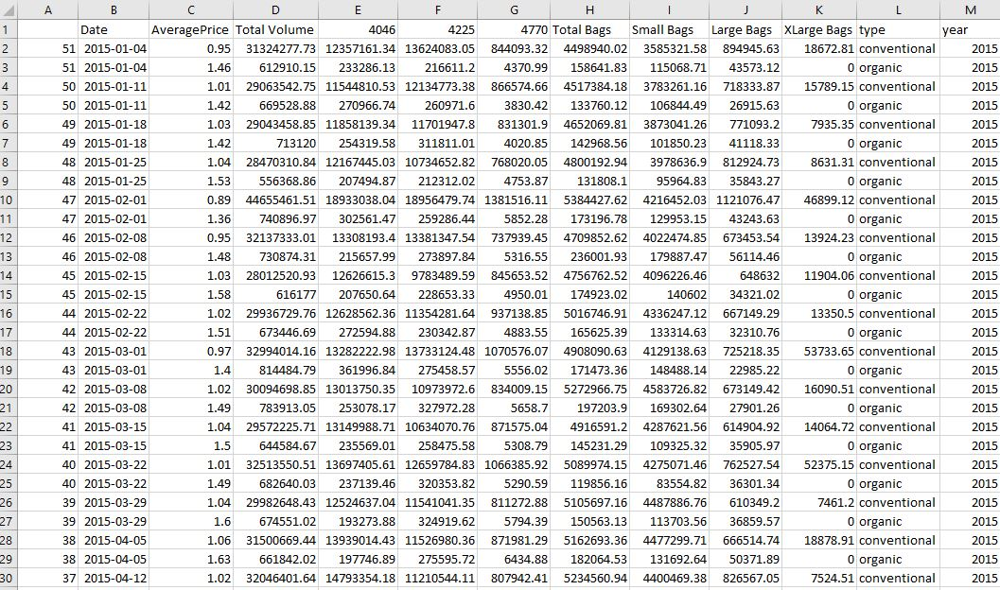 A B C D E F G H I J K L M
1 Date AveragePrice Total Volume 4046 4225 4770 Total Bags Small Bags Large Bags XLarge Bags type year
2 51 2015-01-04 0.95 31324277.73 12357161.34 13624083.05 844093.32 4498940.02 3585321.58 894945.63 18672.81 conventional 2015
3 51 2015-01-04 1.46 612910.15 233286.13 216611.2 4370.99 158641.83 115068.71 43573.12 0 organic 2015
4 50 2015-01-11 1.01 29063542.75 11544810.53 12134773.38 866574.66 4517384.18 3783261.16 718333.87 15789.15 conventional 2015
5 50 2015-01-11 1.42 669528.88 270966.74 260971.6 3830.42 133760.12 106844.49 26915.63 0 organic 2015
6 49 2015-01-18 1.03 29043458.85 11858139.34 11701947.8 831301.9 4652069.81 3873041.26 771093.2 7935.35 conventional 2015
7 49 2015-01-18 1.42 713120 254319.58 311811.01 4020.85 142968.56 101850.23 41118.33 0 organic 2015
8 48 2015-01-25 1.04 28470310.84 12167445.03 10734652.82 768020.05 4800192.94 3978636.9 812924.73 8631.31 conventional 2015
9 48 2015-01-25 1.53 556368.86 207494.87 212312.02 4753.87 131808.1 95964.83 35843.27 0 organic 2015
10 47 2015-02-01 0.89 44655461.51 18933038.04 18956479.74 1381516.11 5384427.62 4216452.03 1121076.47 46899.12 conventional 2015
11 47 2015-02-01 1.36 740896.97 302561.47 259286.44 5852.28 173196.78 129953.15 43243.63 0 organic 2015
12 46 2015-02-08 0.95 32137333.01 13308193.4 13381347.54 737939.45 4709852.62 4022474.85 673453.54 13924.23 conventional 2015
13 46 2015-02-08 1.48 730874.31 215657.99 273897.84 5316.55 236001.93 179887.47 56114.46 0 organic 2015
14 45 2015-02-15 1.03 28012520.93 12626615.3 9783489.59 845653.52 4756762.52 4096226.46 648632 11904.06 conventional 2015
15 45 2015-02-15 1.58 616177 207650.64 228653.33 4950.01 174923.02 140602 34321.02 0 organic 2015
16 44 2015-02-22 1.02 29936729.76 12628562.36 11354281.64 937138.85 5016746.91 4336247.12 667149.29 13350.5 conventional 2015
17 44 2015-02-22 1.51 673446.69 272594.88 230342.87 4883.55 165625.39 133314.63 32310.76 0 organic 2015
18 43 2015-03-01 0.97 32994014.16 13282222.98 13733124.48 1070576.07 4908090.63 4129138.63 725218.35 53733.65 conventional 2015
19 43 2015-03-01 1.4 814484.79 361996.84 275458.57 5556.02 171473.36 148488.14 22985.22 0 organic 2015
20 42 2015-03-08 1.02 30094698.85 13013750.35 10973972.6 834009.15 5272966.75 4583726.82 673149.42 16090.51 conventional 2015
21 42 2015-03-08 1.49 783913.05 253078.17 327972.28 5658.7 197203.9 169302.64 27901.26 0 organic 2015
22 41 2015-03-15 1.04 29572225.71 13149988.71 10634070.76 871575.04 4916591.2 4287621.56 614904.92 14064.72 conventional 2015
23 41 2015-03-15 1.5 644584.67 235569.01 258475.58 5308.79 145231.29 109325.32 35905.97 0 organic 2015
24 40 2015-03-22 1.01 32513550.51 13697405.61 12659784.83 1066385.92 5089974.15 4275071.46 762527.54 52375.15 conventional 2015
25 40 2015-03-22 1.49 682640.03 237139.46 320353.82 5290.59 119856.16 83554.82 36301.34 0 organic 2015
26 39 2015-03-29 1.04 29982648.43 12524637.04 11541041.35 811272.88 5105697.16 4487886.76 610349.2 7461.2 conventional 2015
27 39 2015-03-29 1.6 674551.02 193273.88 324919.62 5794.39 150563.13 113703.56 36859.57 0 organic 2015
28 38 2015-04-05 1.06 31500669.44 13939014.43 11526980.36 871981.29 5162693.36 4477299.71 666514.74 18878.91 conventional 2015
29 38 2015-04-05 1.63 661842.02 197746.89 275595.72 6434.88 182064.53 131692.64 50371.89 0 organic 2015
30 37 2015-04-12 1.02 32046401.64 14793354.18 11210544.11 807942.41 5234560.94 4400469.38 826567.05 7524.51 conventional 2015